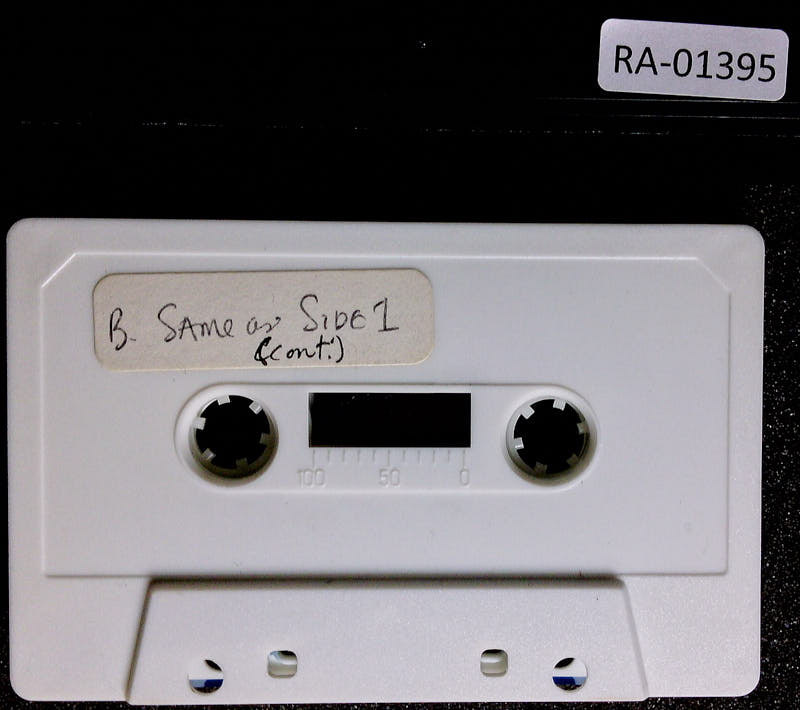 RA-01395
B. SAMe as SIDE 1
(cont.)
100 50 0